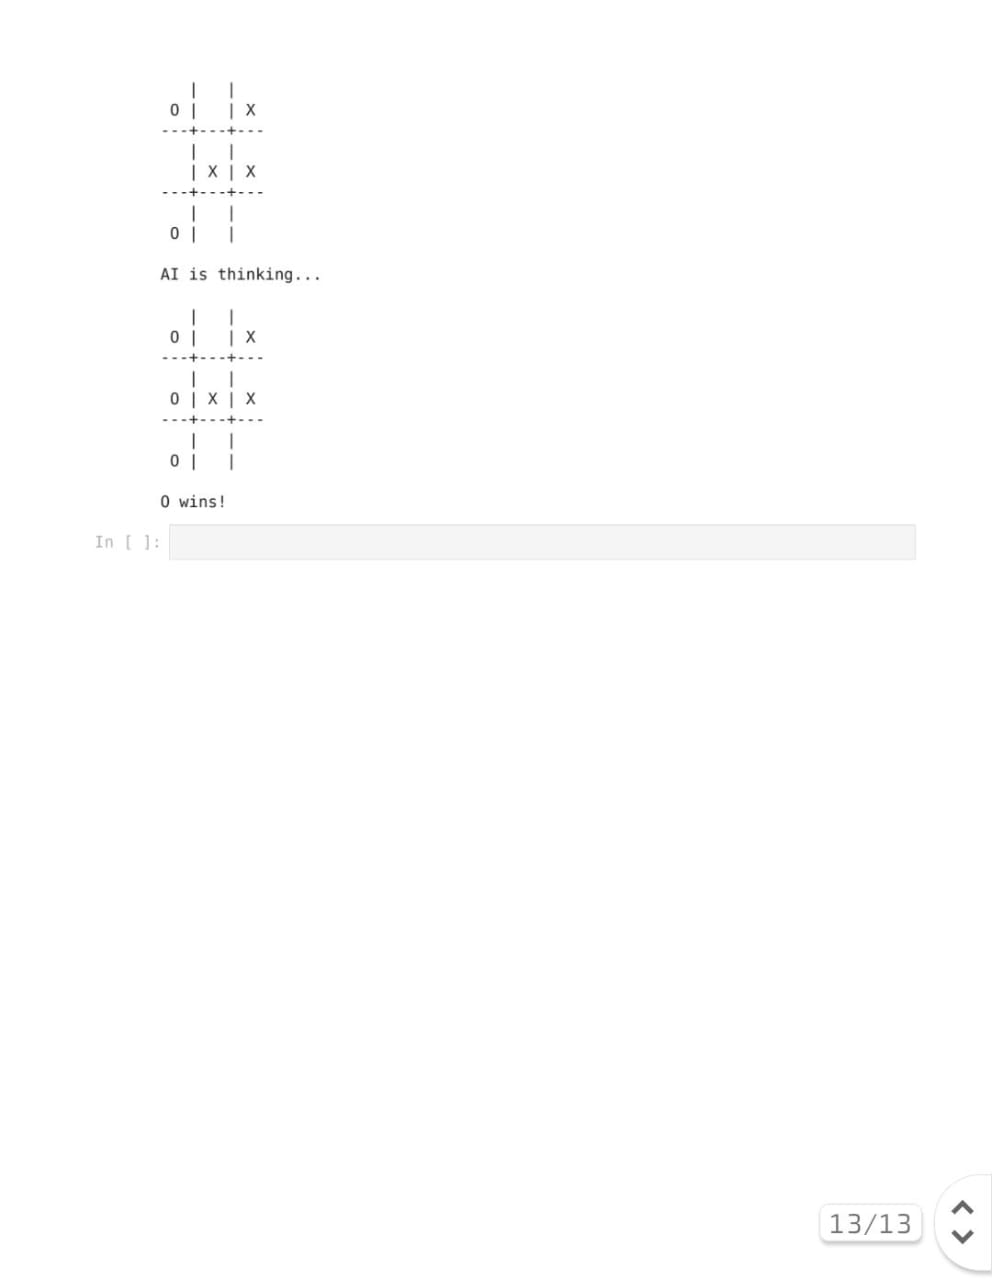 |   |
 O |   | X
---+---+---
   |   |
   | X | X
---+---+---
   |   |
 O |   |
AI is thinking...
   |   |
 O |   | X
---+---+---
   |   |
 O | X | X
---+---+---
   |   |
 O |   |
O wins!
In [ ]:
13/13